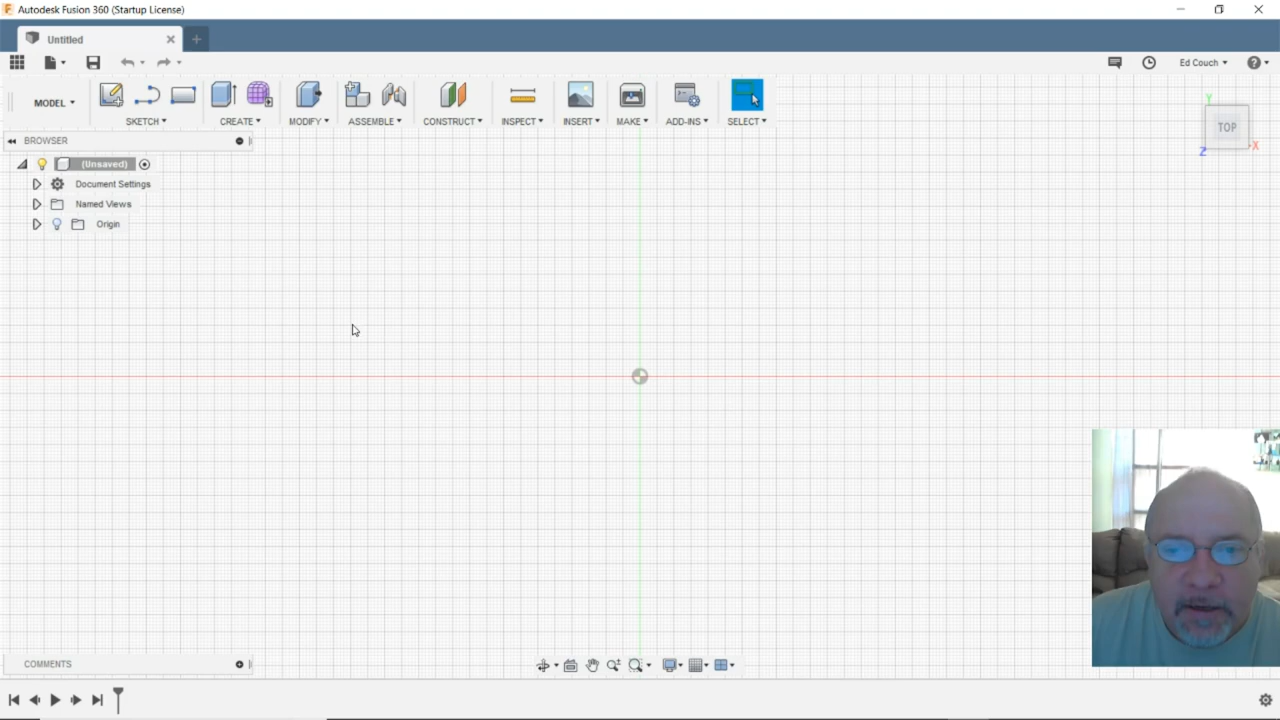 Autodesk Fusion 360 (Startup License)
Untitled
Ed Couch
MODEL
SKETCH
CREATE
MODIFY
ASSEMBLE
CONSTRUCT
INSPECT
INSERT
MAKE
ADD-INS
SELECT
Y
TOP
Z
X
BROWSER
(Unsaved)
Document Settings
Named Views
Origin
COMMENTS